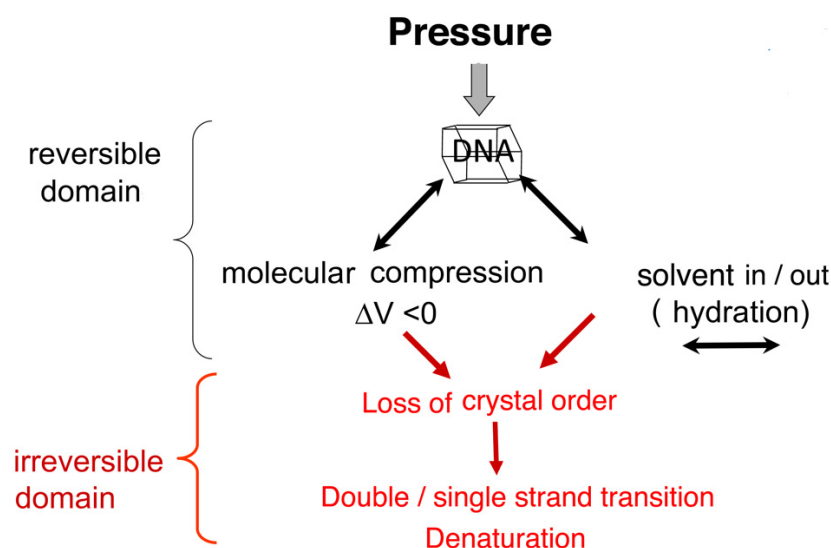 Pressure
DNA
reversible
domain
molecular compression
ΔV <0
solvent in / out
( hydration)
Loss of crystal order
irreversible
domain
Double / single strand transition
Denaturation